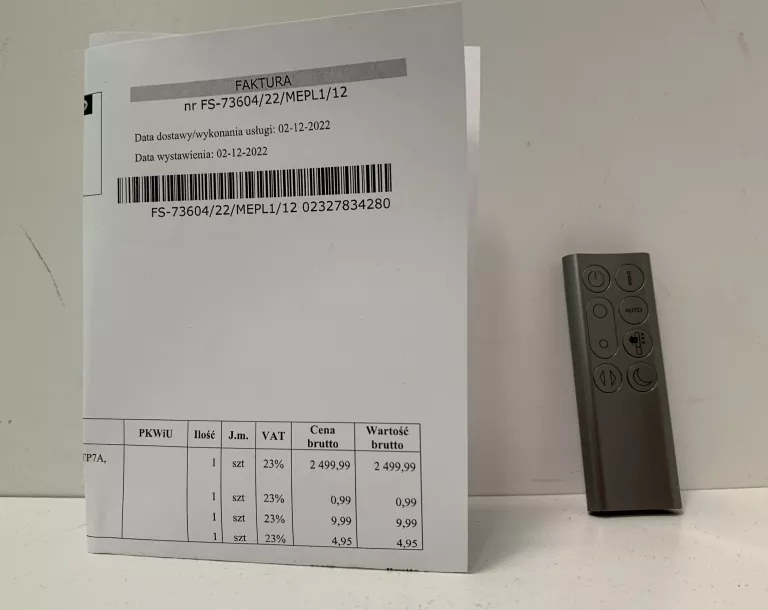 FAKTURA
nr FS-73604/22/MEPL1/12
Data dostawy/wykonania usługi: 02-12-2022
Data wystawienia: 02-12-2022
FS-73604/22/MEPL1/12 02327834280
PKWiU Ilość J.m. VAT Cena brutto Wartość brutto
TP7A, 1 szt 23% 2 499,99 2 499,99
1 szt 23% 0,99 0,99
1 szt 23% 9,99 9,99
1 szt 23% 4,95 4,95
AUTO